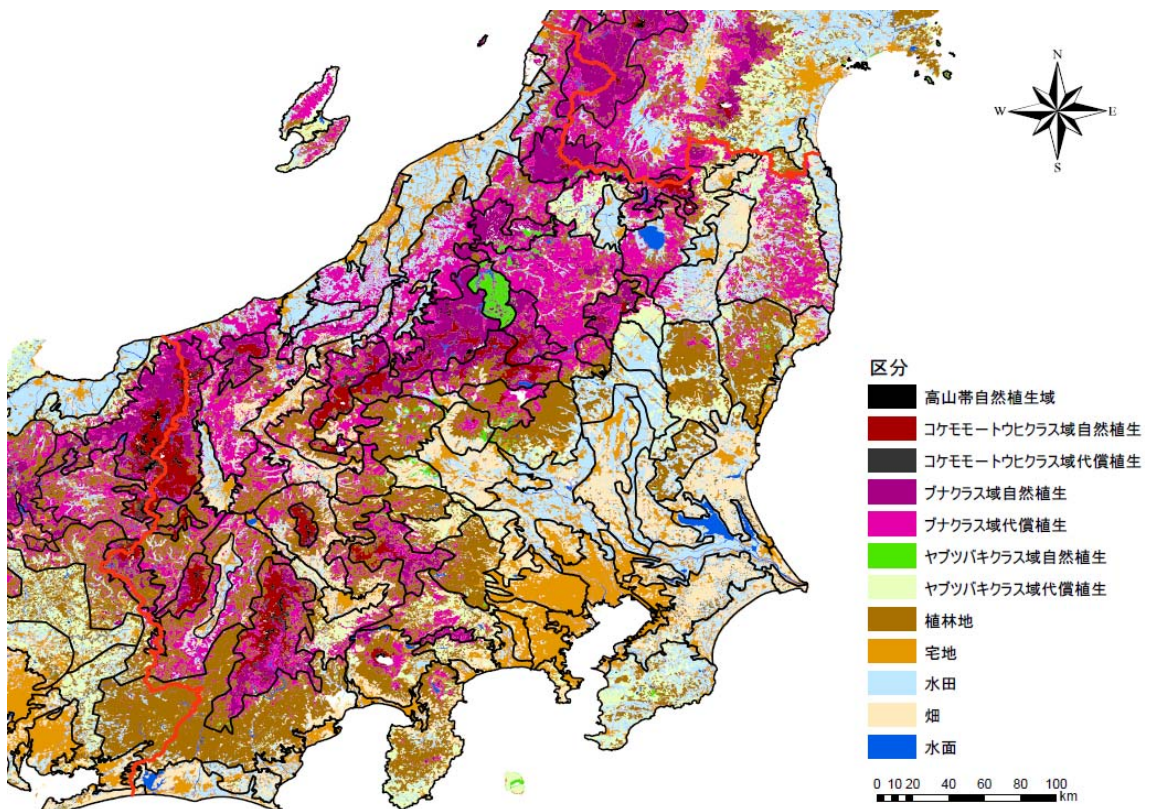 N
W
E
S
区分
高山帯自然植生域
コケモモートウヒクラス域自然植生
コケモモートウヒクラス域代償植生
ブナクラス域自然植生
ブナクラス域代償植生
ヤブツバキクラス域自然植生
ヤブツバキクラス域代償植生
植林地
宅地
水田
畑
水面
0 10 20 40 60 80 100
km